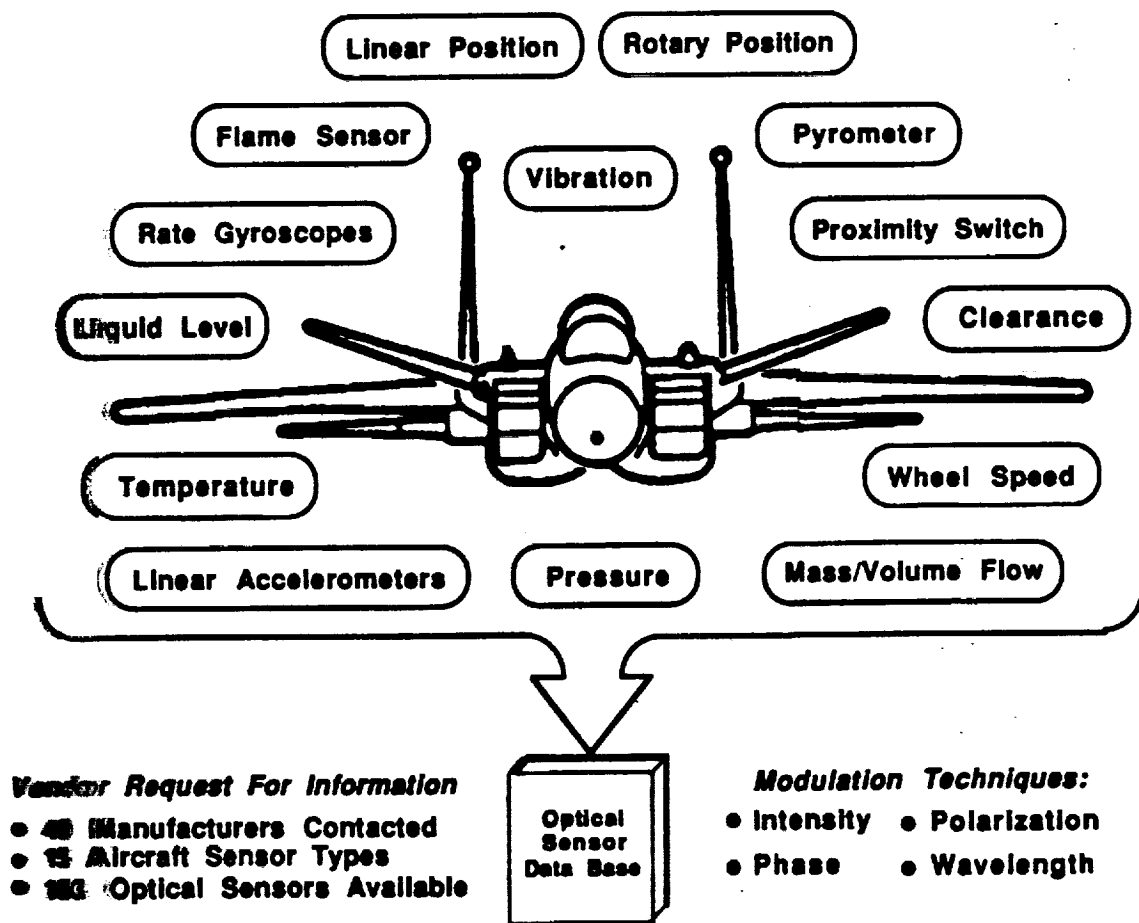 Linear Position
Rotary Position
Flame Sensor
Vibration
Pyrometer
Rate Gyroscopes
Proximity Switch
Liquid Level
Clearance
Temperature
Wheel Speed
Linear Accelerometers
Pressure
Mass/Volume Flow
Optical
Sensor
Data Base
Vendor Request For Information
• Manufacturers Contacted
• 15 Aircraft Sensor Types
• Optical Sensors Available
Modulation Techniques:
• Intensity • Polarization
• Phase • Wavelength